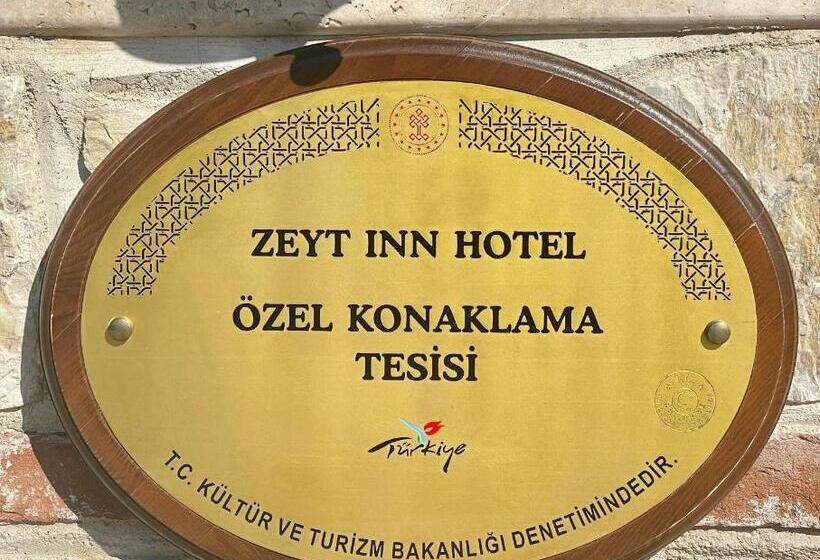 ZEYT INN HOTEL
ÖZEL KONAKLAMA
TESİSİ
Türkiye
T.C. KÜLTÜR VE TURİZM BAKANLIĞI DENETİMİNDEDİR.